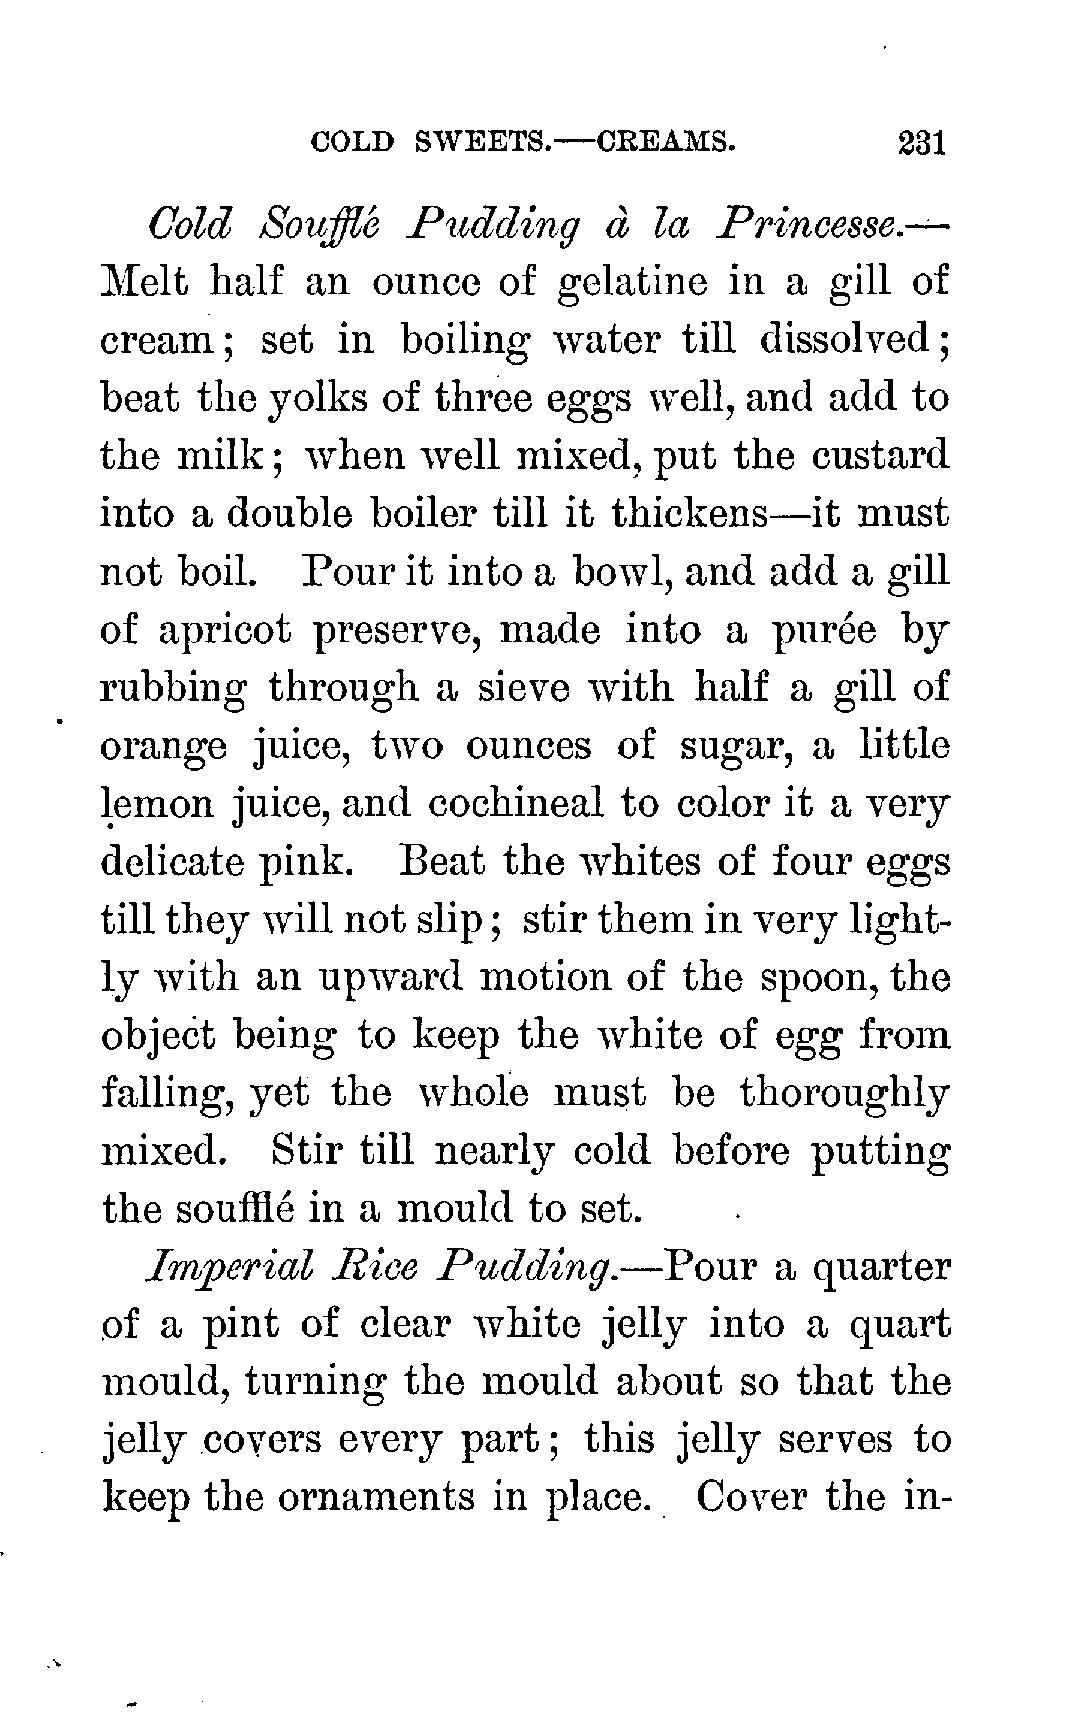 COLD SWEETS.—CREAMS. 231
Cold Soufflé Pudding à la Princesse.—
Melt half an ounce of gelatine in a gill of
cream; set in boiling water till dissolved;
beat the yolks of three eggs well, and add to
the milk; when well mixed, put the custard
into a double boiler till it thickens—it must
not boil. Pour it into a bowl, and add a gill
of apricot preserve, made into a purée by
rubbing through a sieve with half a gill of
orange juice, two ounces of sugar, a little
lemon juice, and cochineal to color it a very
delicate pink. Beat the whites of four eggs
till they will not slip; stir them in very light-
ly with an upward motion of the spoon, the
object being to keep the white of egg from
falling, yet the whole must be thoroughly
mixed. Stir till nearly cold before putting
the soufflé in a mould to set.
Imperial Rice Pudding.—Pour a quarter
of a pint of clear white jelly into a quart
mould, turning the mould about so that the
jelly covers every part; this jelly serves to
keep the ornaments in place. Cover the in-